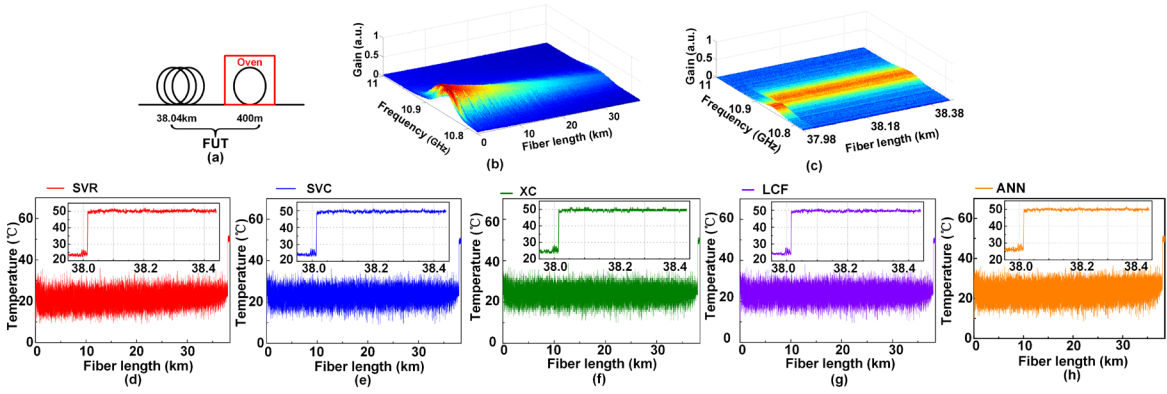 Oven
38.04km
400m
FUT
(a)
Gain (a.u.)
1
0.5
0
11
10.9
10.8
Frequency (GHz)
0
10
20
30
Fiber length (km)
(b)
Gain (a.u.)
1
0.5
0
11
10.9
10.8
Frequency (GHz)
37.98
38.18
38.38
Fiber length (km)
(c)
SVR
Temperature (℃)
60
40
20
0
50
40
30
20
38.0 38.2 38.4
0 10 20 30
Fiber length (km)
(d)
SVC
Temperature (℃)
60
40
20
0
50
40
30
20
38.0 38.2 38.4
0 10 20 30
Fiber length (km)
(e)
XC
Temperature (℃)
60
40
20
0
50
40
30
20
38.0 38.2 38.4
0 10 20 30
Fiber length (km)
(f)
LCF
Temperature (℃)
60
40
20
0
50
40
30
20
38.0 38.2 38.4
0 10 20 30
Fiber length (km)
(g)
ANN
Temperature (℃)
60
40
20
0
50
40
30
20
38.0 38.2 38.4
0 10 20 30
Fiber length (km)
(h)